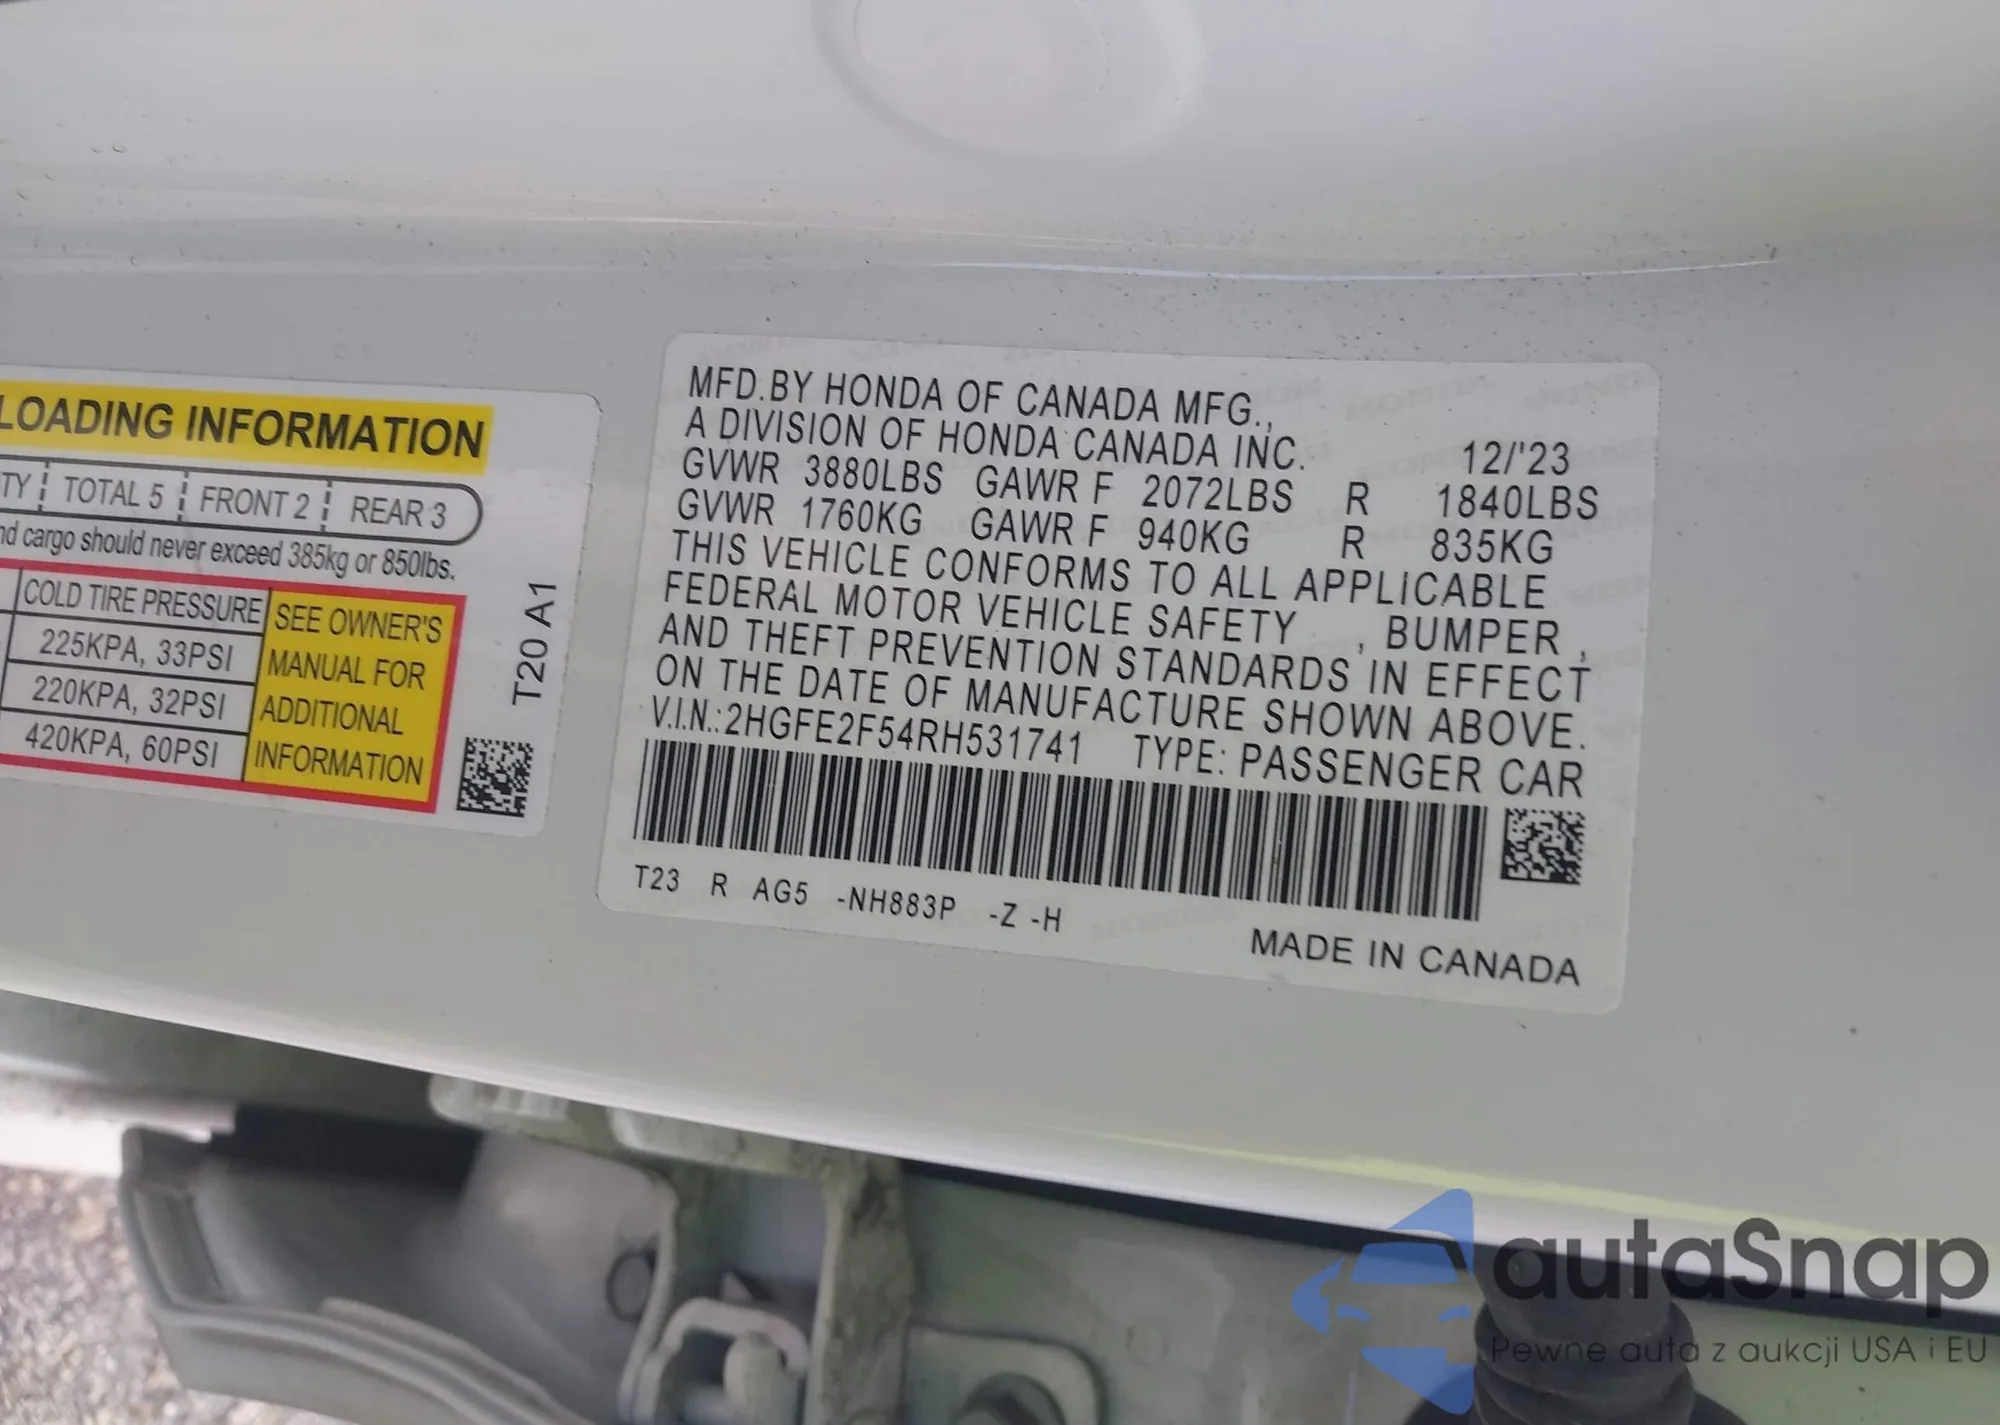 LOADING INFORMATION
TY TOTAL 5 FRONT 2 REAR 3
nd cargo should never exceed 385kg or 850lbs.
COLD TIRE PRESSURE
225KPA, 33PSI
220KPA, 32PSI
420KPA, 60PSI
SEE OWNER'S
MANUAL FOR
ADDITIONAL
INFORMATION
T20 A1
MFD.BY HONDA OF CANADA MFG.,
A DIVISION OF HONDA CANADA INC. 12/'23
GVWR 3880LBS GAWR F 2072LBS R 1840LBS
GVWR 1760KG GAWR F 940KG R 835KG
THIS VEHICLE CONFORMS TO ALL APPLICABLE
FEDERAL MOTOR VEHICLE SAFETY , BUMPER ,
AND THEFT PREVENTION STANDARDS IN EFFECT
ON THE DATE OF MANUFACTURE SHOWN ABOVE.
V.I.N.:2HGFE2F54RH531741 TYPE: PASSENGER CAR
T23 R AG5 -NH883P -Z -H
MADE IN CANADA
autaSnap
Pewne auta z aukcji USA i EU